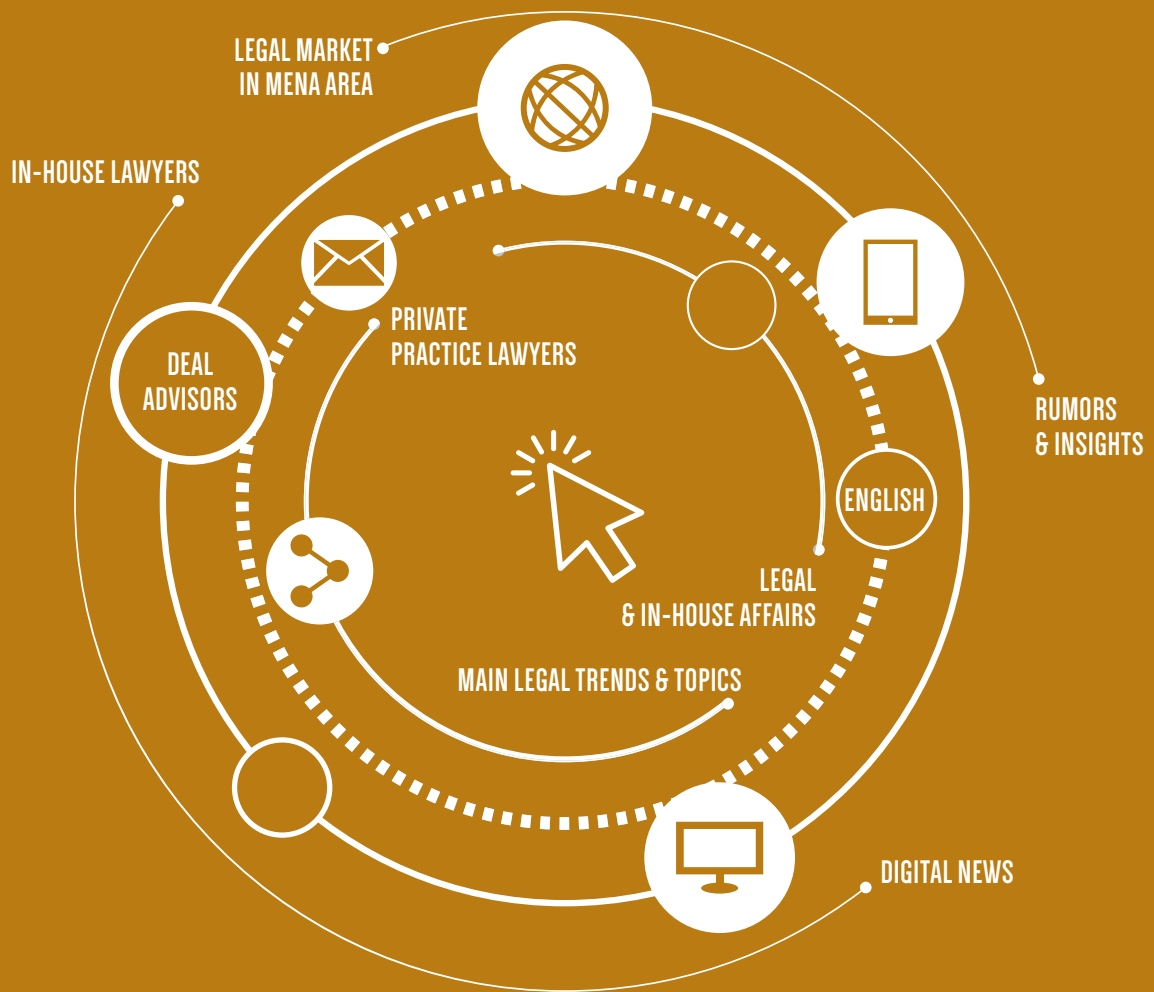 LEGAL MARKET
IN MENA AREA
IN-HOUSE LAWYERS
PRIVATE
PRACTICE LAWYERS
DEAL
ADVISORS
RUMORS
& INSIGHTS
ENGLISH
LEGAL
& IN-HOUSE AFFAIRS
MAIN LEGAL TRENDS & TOPICS
DIGITAL NEWS